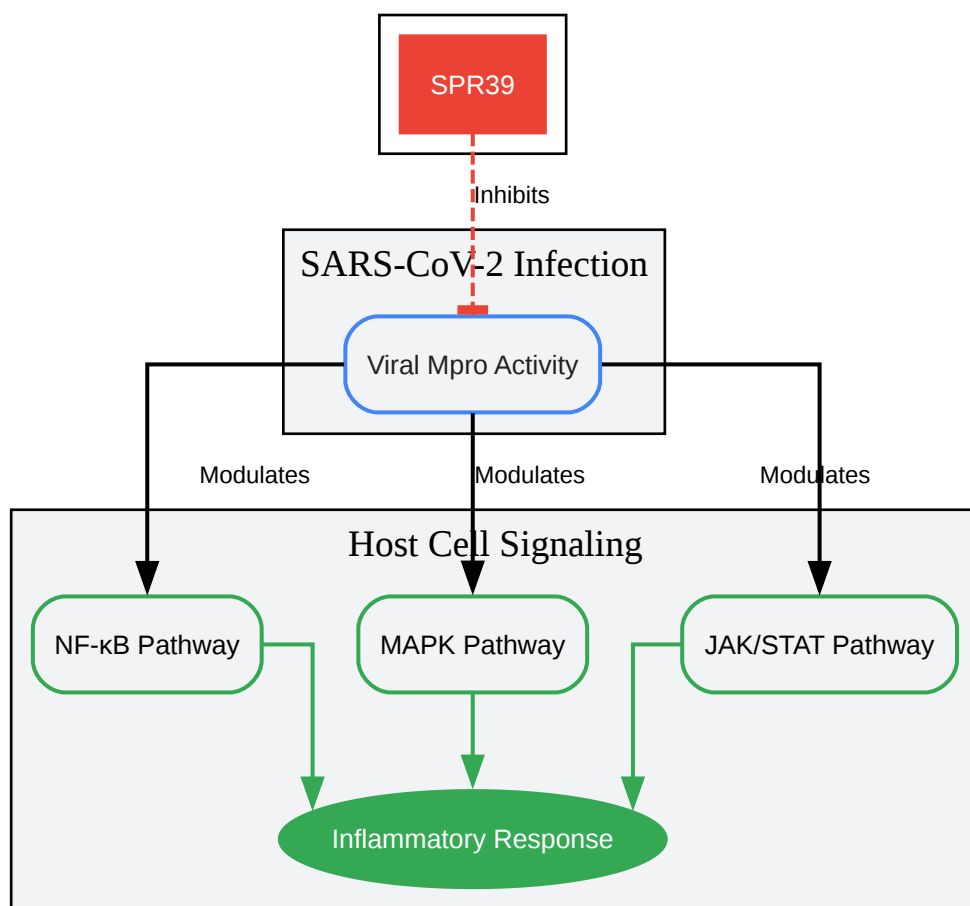 SPR39
Inhibits
SARS-CoV-2 Infection
Viral Mpro Activity
Modulates
Modulates
Modulates
Host Cell Signaling
NF-κB Pathway
MAPK Pathway
JAK/STAT Pathway
Inflammatory Response